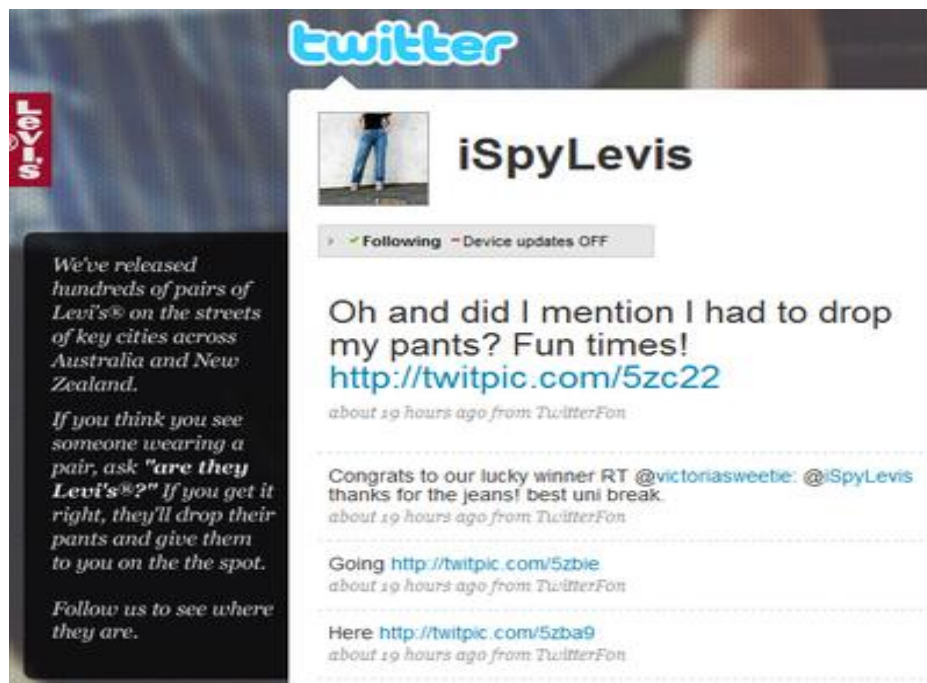 twitter
Levi's
iSpyLevis
Following Device updates OFF
We've released
hundreds of pairs of
Levi's® on the streets
of key cities across
Australia and New
Zealand.
If you think you see
someone wearing a
pair, ask "are they
Levi's®?" If you get it
right, they'll drop their
pants and give them
to you on the the spot.
Follow us to see where
they are.
Oh and did I mention I had to drop
my pants? Fun times!
http://twitpic.com/5zc22
about 19 hours ago from TwitterFon
Congrats to our lucky winner RT @victoriasweetie: @iSpyLevis
thanks for the jeans! best uni break.
about 19 hours ago from TwitterFon
Going http://twitpic.com/5zbie
about 19 hours ago from TwitterFon
Here http://twitpic.com/5zba9
about 19 hours ago from TwitterFon